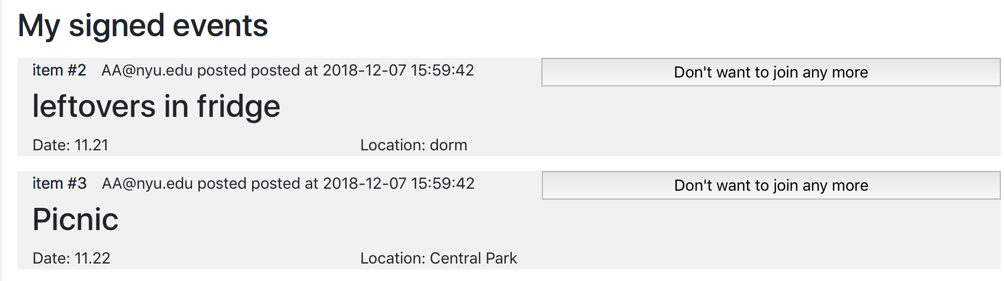 My signed events
item #2 AA@nyu.edu posted posted at 2018-12-07 15:59:42 Don't want to join any more
leftovers in fridge
Date: 11.21 Location: dorm
item #3 AA@nyu.edu posted posted at 2018-12-07 15:59:42 Don't want to join any more
Picnic
Date: 11.22 Location: Central Park